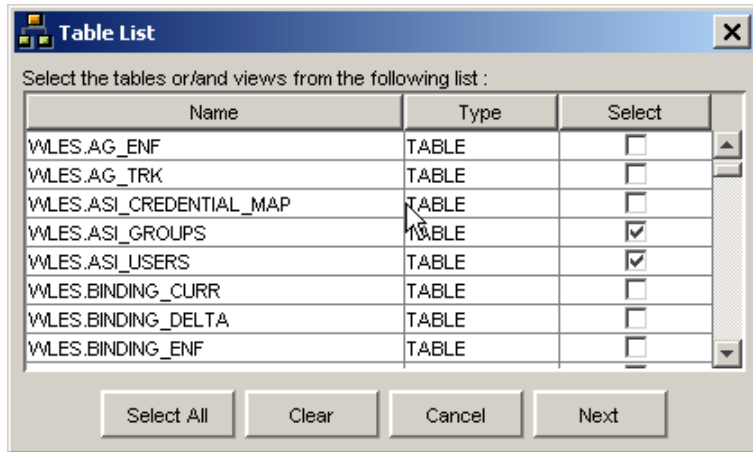 Table List
Select the tables or/and views from the following list :
Name Type Select
WLES.AG_ENF TABLE
WLES.AG_TRK TABLE
WLES.ASI_CREDENTIAL_MAP TABLE
WLES.ASI_GROUPS TABLE
WLES.ASI_USERS TABLE
WLES.BINDING_CURR TABLE
WLES.BINDING_DELTA TABLE
WLES.BINDING_ENF TABLE
Select All Clear Cancel Next